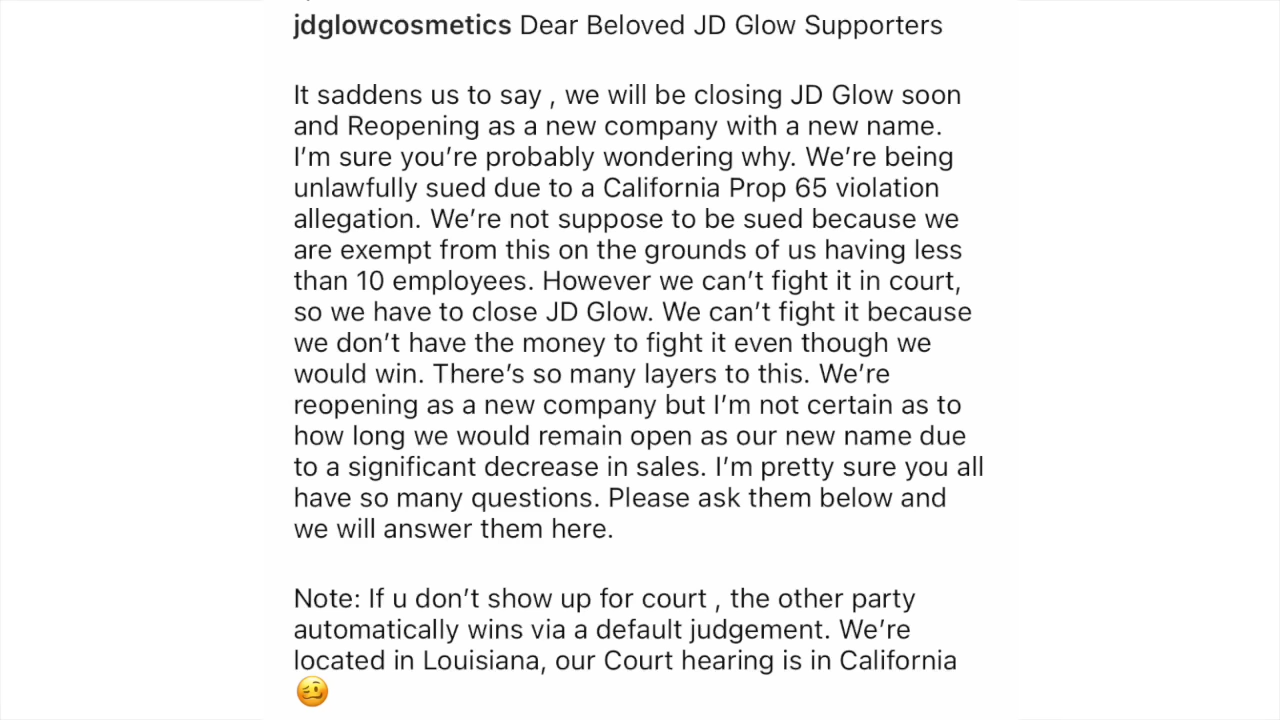 jdglowcosmetics Dear Beloved JD Glow Supporters
It saddens us to say , we will be closing JD Glow soon
and Reopening as a new company with a new name.
I’m sure you’re probably wondering why. We’re being
unlawfully sued due to a California Prop 65 violation
allegation. We’re not suppose to be sued because we
are exempt from this on the grounds of us having less
than 10 employees. However we can’t fight it in court,
so we have to close JD Glow. We can’t fight it because
we don’t have the money to fight it even though we
would win. There’s so many layers to this. We’re
reopening as a new company but I’m not certain as to
how long we would remain open as our new name due
to a significant decrease in sales. I’m pretty sure you all
have so many questions. Please ask them below and
we will answer them here.
Note: If u don’t show up for court , the other party
automatically wins via a default judgement. We’re
located in Louisiana, our Court hearing is in California
🥴